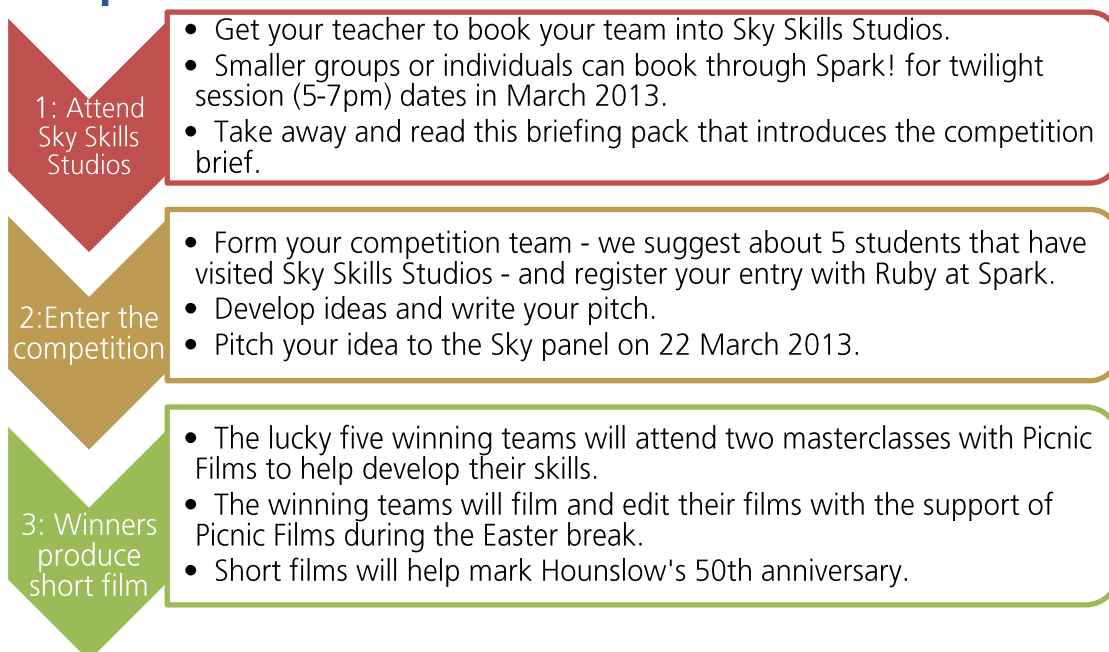 1: Attend
Sky Skills
Studios
• Get your teacher to book your team into Sky Skills Studios.
• Smaller groups or individuals can book through Spark! for twilight
session (5-7pm) dates in March 2013.
• Take away and read this briefing pack that introduces the competition
brief.
2:Enter the
competition
• Form your competition team - we suggest about 5 students that have
visited Sky Skills Studios - and register your entry with Ruby at Spark.
• Develop ideas and write your pitch.
• Pitch your idea to the Sky panel on 22 March 2013.
3: Winners
produce
short film
• The lucky five winning teams will attend two masterclasses with Picnic
Films to help develop their skills.
• The winning teams will film and edit their films with the support of
Picnic Films during the Easter break.
• Short films will help mark Hounslow's 50th anniversary.